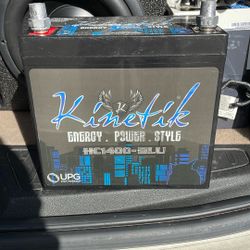 Kinetik
ENERGY . POWER . STYLE
HC1400-BLU
UPG